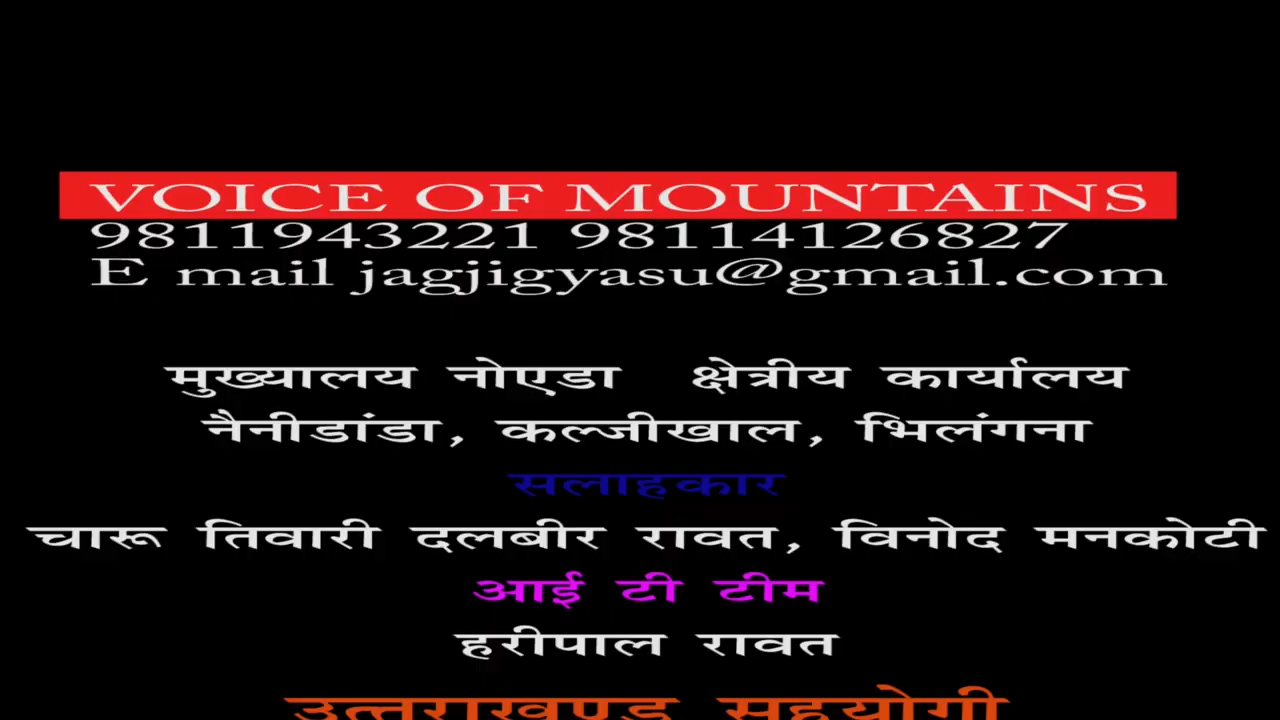 VOICE OF MOUNTAINS
9811943221 98114126827
E mail jagjigyasu@gmail.com
मुख्यालय नोएडा क्षेत्रीय कार्यालय
नैनीडांडा, कल्जीखाल, भिलंगना
सलाहकार
चारू तिवारी दलबीर रावत, विनोद मनकोटी
आई टी टीम
हरीपाल रावत
उत्तराखण्ड सहयोगी